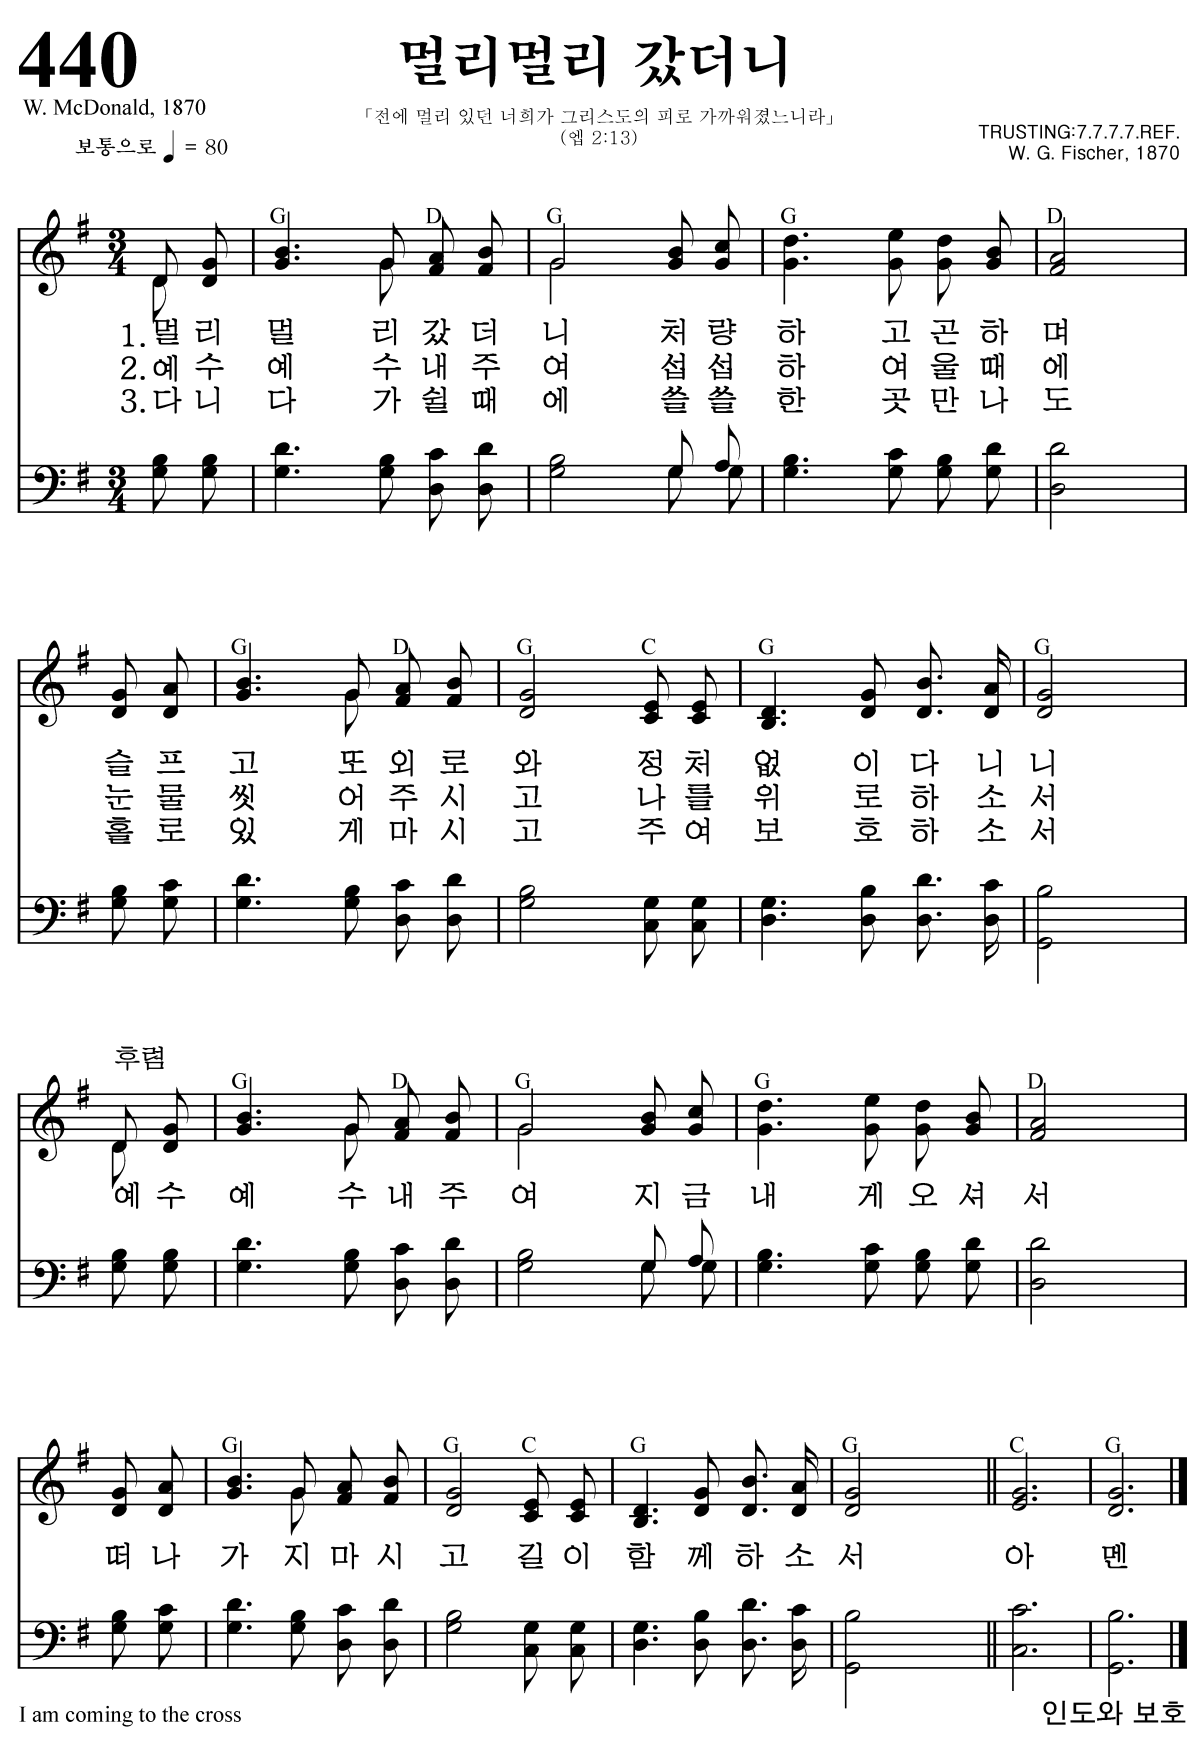 440
멀리멀리 갔더니
W. McDonald, 1870
「전에 멀리 있던 너희가 그리스도의 피로 가까워졌느니라」
(엡 2:13)
보통으로 ♩ = 80
TRUSTING:7.7.7.7.REF.
W. G. Fischer, 1870
G D G G D
1. 멀 리 멀 리 갔 더 니 처 량 하 고 곤 하 며
2. 예 수 예 수 내 주 여 섭 섭 하 여 울 때 에
3. 다 니 다 가 쉴 때 에 쓸 쓸 한 곳 만 나 도
G D G C G G
슬 프 고 또 외 로 와 정 처 없 이 다 니 니
눈 물 씻 어 주 시 고 나 를 위 로 하 소 서
홀 로 있 게 마 시 고 주 여 보 호 하 소 서
후렴
G D G G D
예 수 예 수 내 주 여 지 금 내 게 오 셔 서
G G C G G C G
떠 나 가 지 마 시 고 길 이 함 께 하 소 서 아 멘
I am coming to the cross
인도와 보호